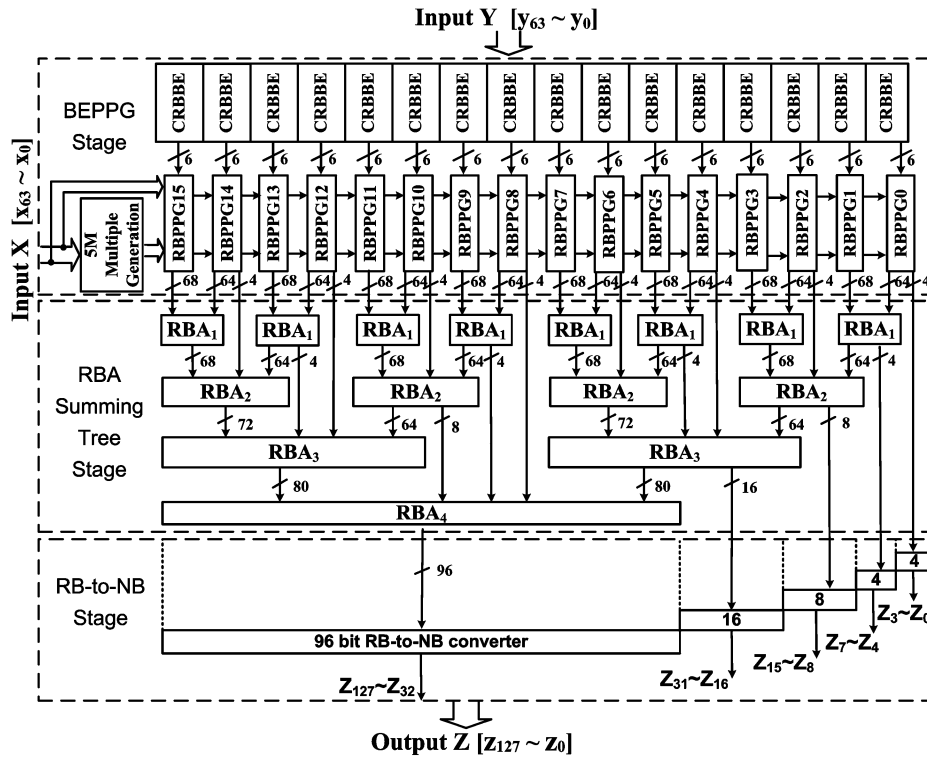 Input Y [y63 ~ y0]
BEPPG
Stage
CRBBE CRBBE CRBBE CRBBE CRBBE CRBBE CRBBE CRBBE CRBBE CRBBE CRBBE CRBBE CRBBE CRBBE CRBBE CRBBE
6 6 6 6 6 6 6 6 6 6 6 6 6 6 6 6
Input X [x63 ~ x0]
5M
Multiple
Generation
RBPPG15 RBPPG14 RBPPG13 RBPPG12 RBPPG11 RBPPG10 RBPPG9 RBPPG8 RBPPG7 RBPPG6 RBPPG5 RBPPG4 RBPPG3 RBPPG2 RBPPG1 RBPPG0
68 64 4 68 64 4 68 64 4 68 64 4 68 64 4 68 64 4 68 64 4 68 64 4
RBA
Summing
Tree
Stage
RBA1 RBA1 RBA1 RBA1 RBA1 RBA1 RBA1 RBA1
68 64 4 68 64 4 68 64 4 68 64 4
RBA2 RBA2 RBA2 RBA2
72 64 8 72 64 8
RBA3 RBA3
80 80 16
RBA4
RB-to-NB
Stage
96
4
4
8
16
96 bit RB-to-NB converter
Z3~Z0
Z7~Z4
Z15~Z8
Z31~Z16
Z127~Z32
Output Z [z127 ~ z0]